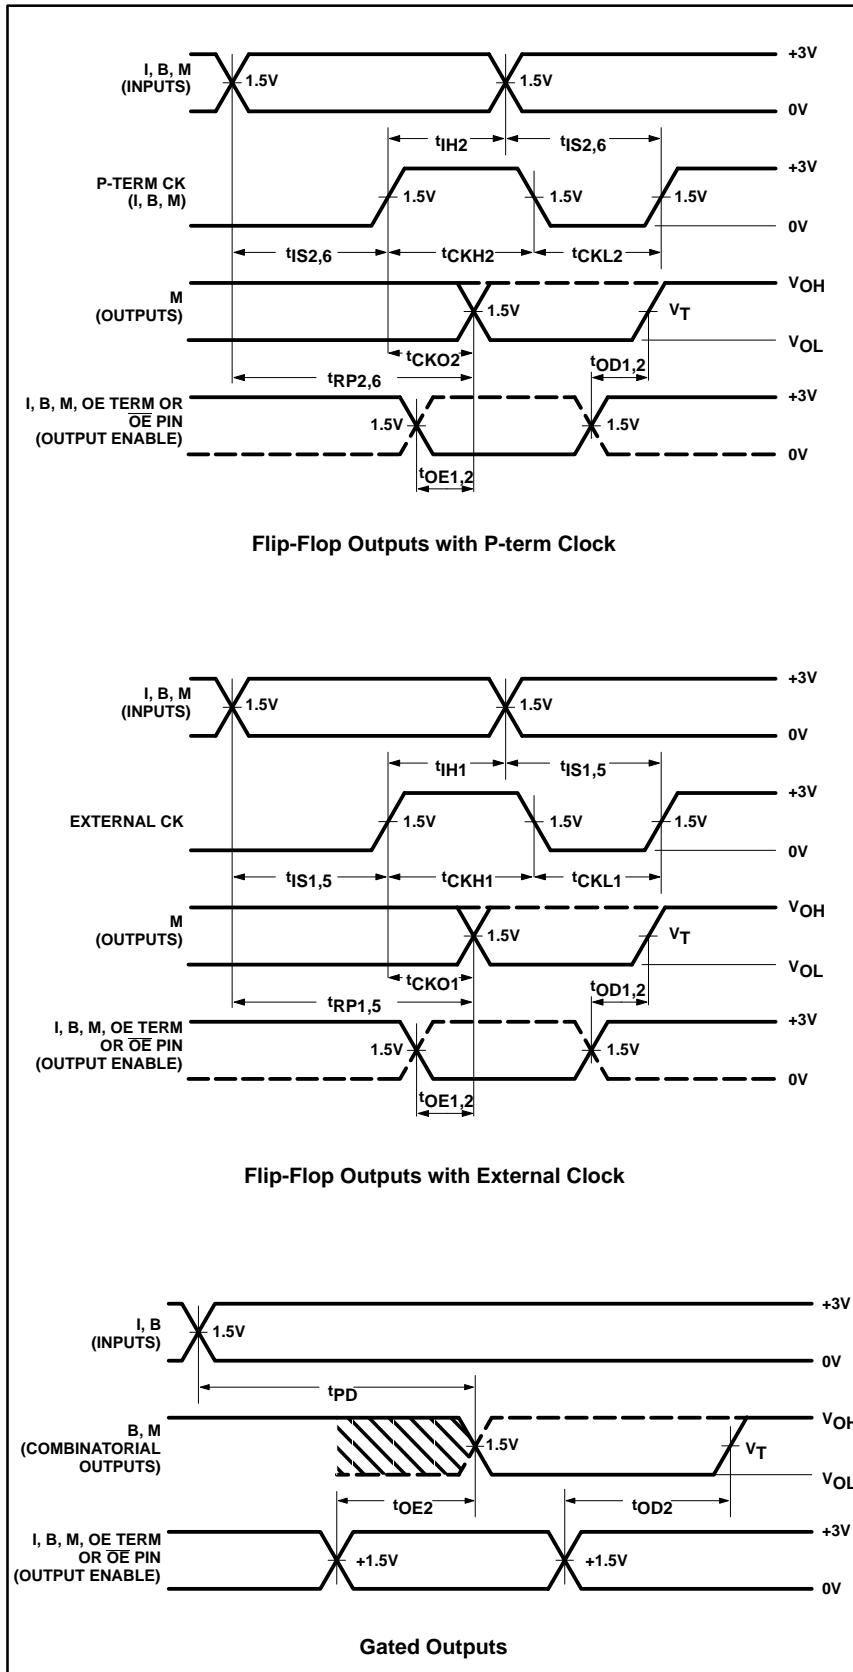 I, B, M
(INPUTS)
1.5V
1.5V
+3V
0V
tIH2
tIS2,6
P-TERM CK
(I, B, M)
1.5V
1.5V
1.5V
+3V
0V
tIS2,6
tCKH2
tCKL2
M
(OUTPUTS)
1.5V
VT
VOH
VOL
tCKO2
tRP2,6
tOD1,2
I, B, M, OE TERM OR
OE PIN
(OUTPUT ENABLE)
1.5V
1.5V
+3V
0V
tOE1,2
Flip-Flop Outputs with P-term Clock
I, B, M
(INPUTS)
1.5V
1.5V
+3V
0V
tIH1
tIS1,5
EXTERNAL CK
1.5V
1.5V
1.5V
+3V
0V
tIS1,5
tCKH1
tCKL1
M
(OUTPUTS)
1.5V
VT
VOH
VOL
tCKO1
tRP1,5
tOD1,2
I, B, M, OE TERM
OR OE PIN
(OUTPUT ENABLE)
1.5V
1.5V
+3V
0V
tOE1,2
Flip-Flop Outputs with External Clock
I, B
(INPUTS)
1.5V
+3V
0V
tPD
B, M
(COMBINATORIAL
OUTPUTS)
1.5V
VT
VOH
VOL
tOE2
tOD2
I, B, M, OE TERM
OR OE PIN
(OUTPUT ENABLE)
+1.5V
+1.5V
+3V
0V
Gated Outputs